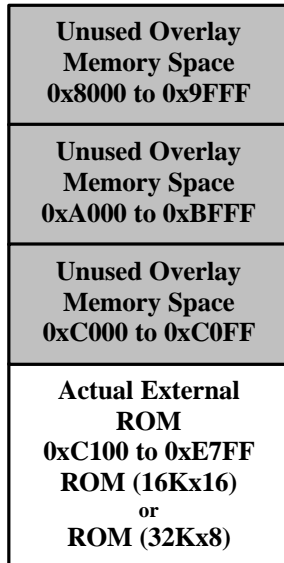 Unused Overlay
Memory Space
0x8000 to 0x9FFF
Unused Overlay
Memory Space
0xA000 to 0xBFFF
Unused Overlay
Memory Space
0xC000 to 0xC0FF
Actual External
ROM
0xC100 to 0xE7FF
ROM (16Kx16)
or
ROM (32Kx8)